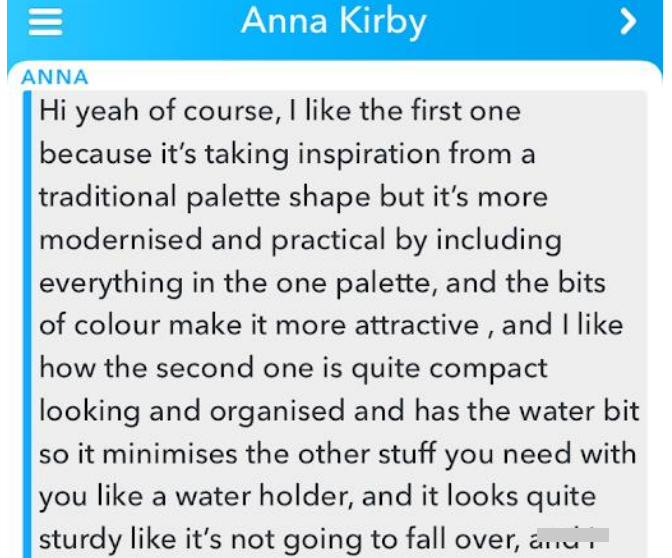 Anna Kirby
ANNA
Hi yeah of course, I like the first one
because it's taking inspiration from a
traditional palette shape but it's more
modernised and practical by including
everything in the one palette, and the bits
of colour make it more attractive , and I like
how the second one is quite compact
looking and organised and has the water bit
so it minimises the other stuff you need with
you like a water holder, and it looks quite
sturdy like it's not going to fall over,